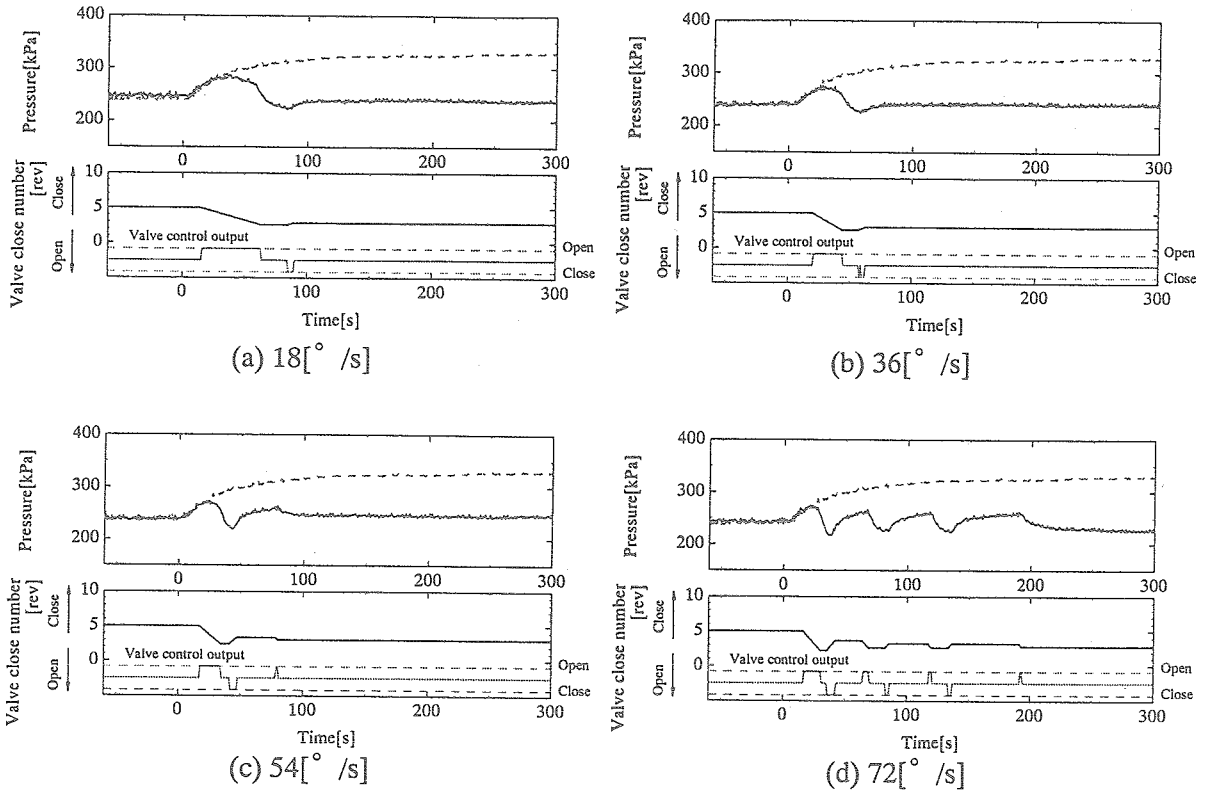 400
300
200
Pressure[kPa]
0 100 200 300
10
5
0
Valve close number
[rev]
Close
Open
Valve control output
Open
Close
0 100 200 300
Time[s]
(a) 18[° /s]
400
300
200
Pressure[kPa]
0 100 200 300
10
5
0
Valve close number
[rev]
Close
Open
Valve control output
Open
Close
0 100 200 300
Time[s]
(b) 36[° /s]
400
300
200
Pressure[kPa]
0 100 200 300
10
5
0
Valve close number
[rev]
Close
Open
Valve control output
Open
Close
0 100 200 300
Time[s]
(c) 54[° /s]
400
300
200
Pressure[kPa]
0 100 200 300
10
5
0
Valve close number
[rev]
Close
Open
Valve control output
Open
Close
0 100 200 300
Time[s]
(d) 72[° /s]